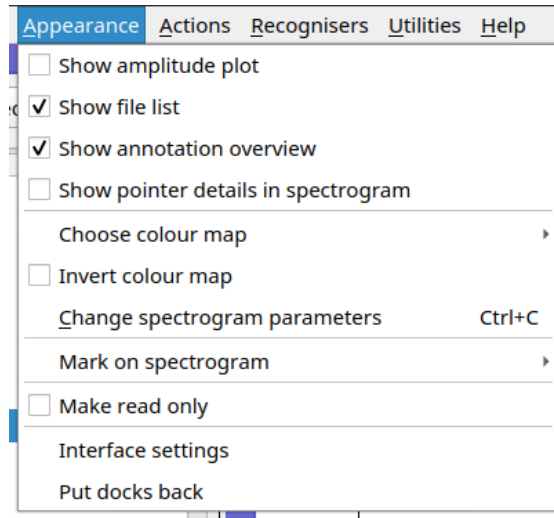 Appearance Actions Recognisers Utilities Help
Show amplitude plot
Show file list
Show annotation overview
Show pointer details in spectrogram
Choose colour map
Invert colour map
Change spectrogram parameters Ctrl+C
Mark on spectrogram
Make read only
Interface settings
Put docks back